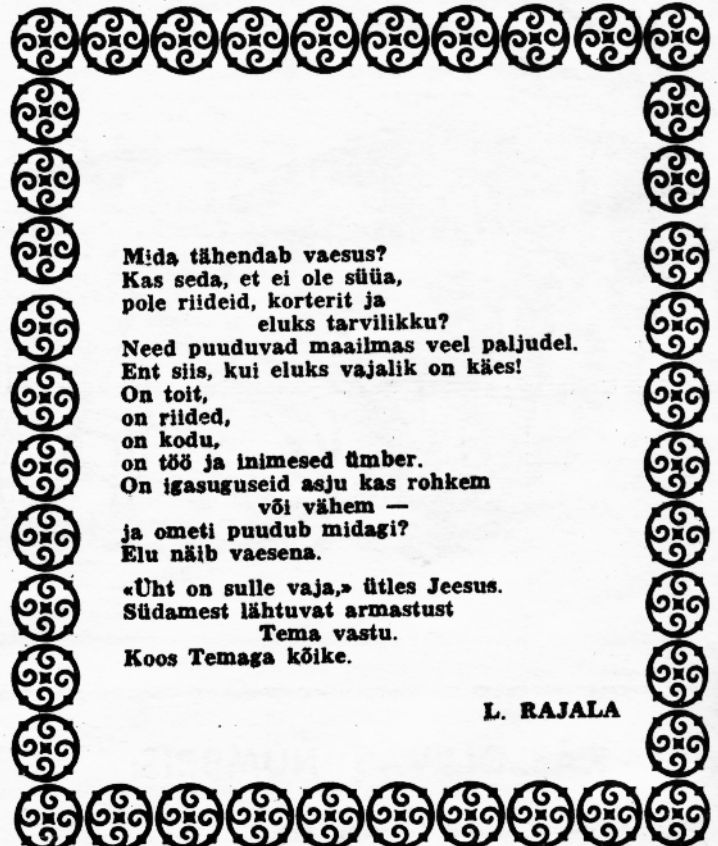 Mida tähendab vaesus?
Kas seda, et ei ole süüa,
pole riideid, korterit ja
eluks tarvilikku?
Need puuduvad maailmas veel paljudel.
Ent siis, kui eluks vajalik on käes!
On toit,
on riided,
on kodu,
on töö ja inimesed ümber.
On igasuguseid asju kas rohkem
või vähem —
ja ometi puudub midagi?
Elu näib vaesena.
«Üht on sulle vaja,» ütles Jeesus.
Südamest lähtuvat armastust
Tema vastu.
Koos Temaga kõike.
L. RAJALA